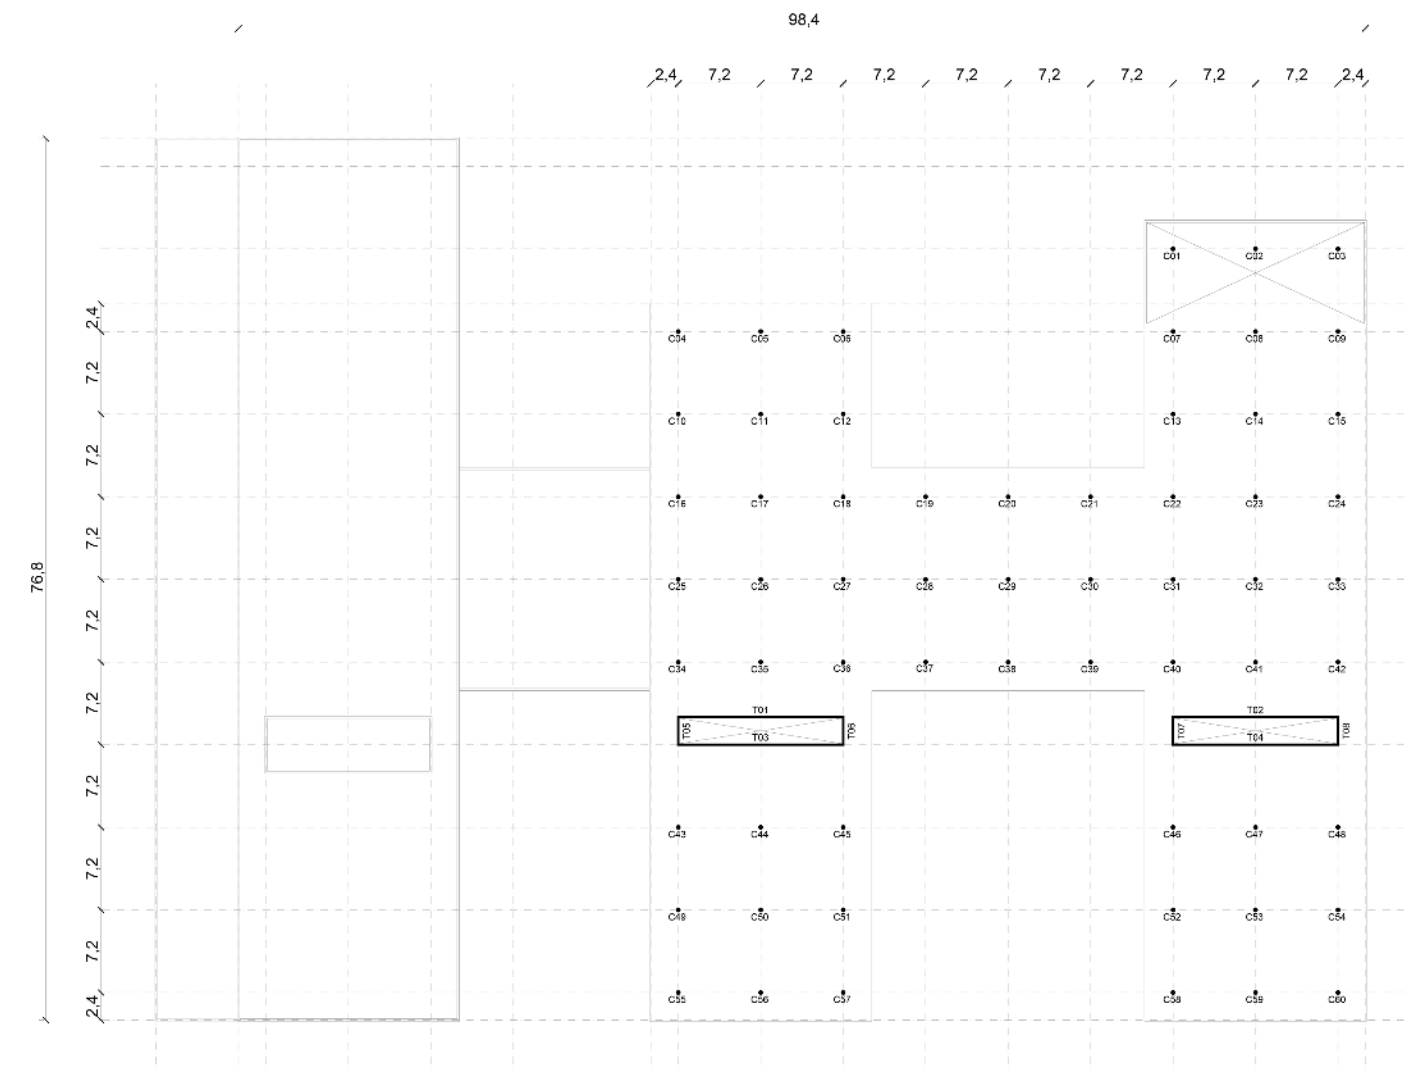 98,4
2,4 7,2 7,2 7,2 7,2 7,2 7,2 7,2 7,2 2,4
C01 C02 C03
2,4
C04 C05 C06 C07 C08 C09
7,2
C10 C11 C12 C13 C14 C15
7,2
C16 C17 C18 C19 C20 C21 C22 C23 C24
7,2
76,8
C25 C26 C27 C28 C29 C30 C31 C32 C33
7,2
C34 C35 C36 C37 C38 C39 C40 C41 C42
7,2
T01 T02
T05 T03 T06 T07 T04 T08
7,2
C43 C44 C45 C46 C47 C48
7,2
C49 C50 C51 C52 C53 C54
7,2
C55 C56 C57 C58 C59 C60
2,4